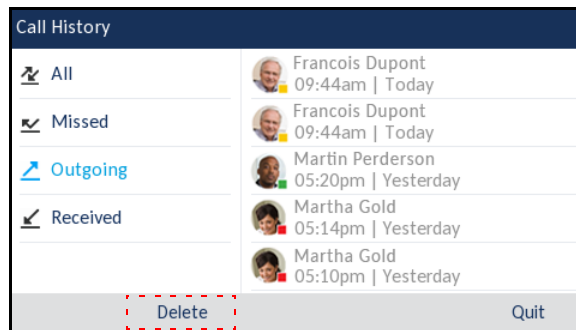 Call History
All
Missed
Outgoing
Received
Francois Dupont
09:44am | Today
Francois Dupont
09:44am | Today
Martin Perderson
05:20pm | Yesterday
Martha Gold
05:14pm | Yesterday
Martha Gold
05:10pm | Yesterday
Delete
Quit